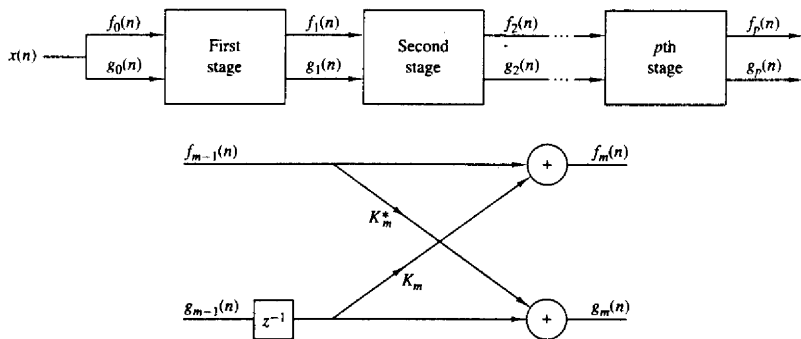 f₀(n) f₁(n) f₂(n) fₚ(n)
x(n) First stage Second stage ... ... pth stage
g₀(n) g₁(n) g₂(n) gₚ(n)
fₘ₋₁(n) + fₘ(n)
K*ₘ
Kₘ
gₘ₋₁(n) z⁻¹ + gₘ(n)